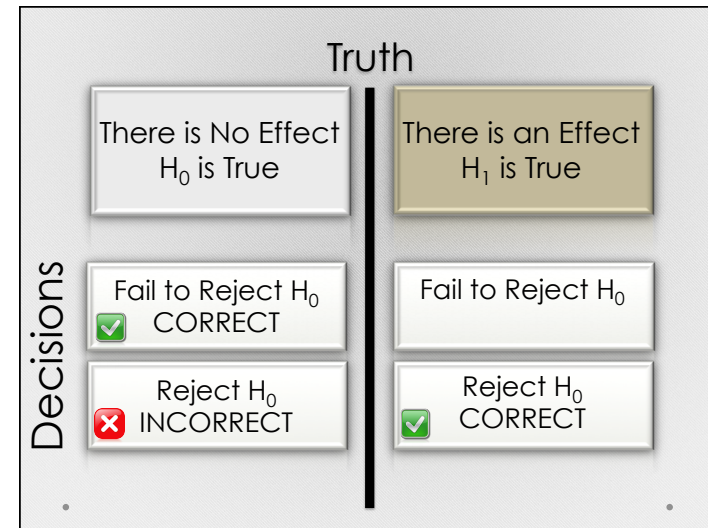 Truth
There is No Effect
H₀ is True
There is an Effect
H₁ is True
Decisions
Fail to Reject H₀
CORRECT
Fail to Reject H₀
Reject H₀
INCORRECT
Reject H₀
CORRECT